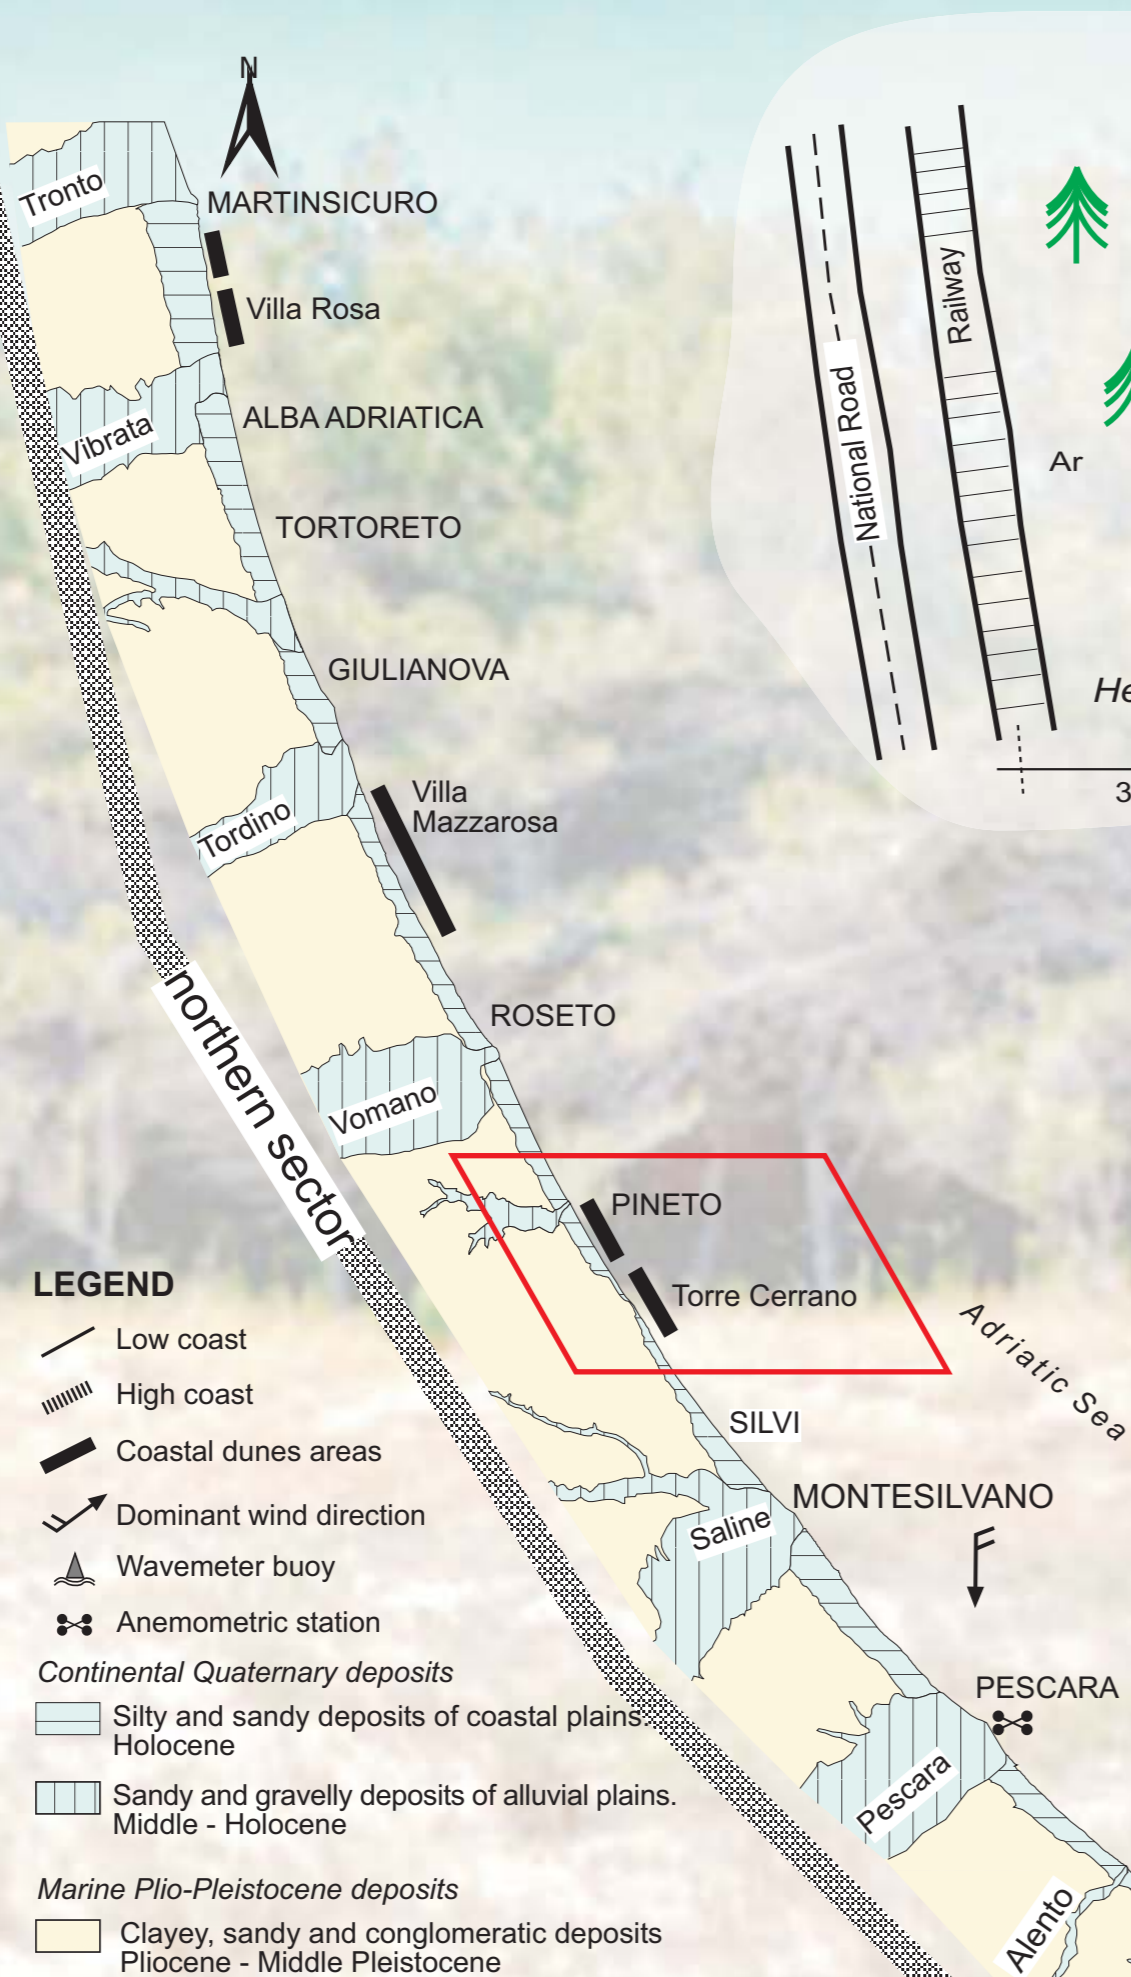 N
Tronto
MARTINSICURO
Villa Rosa
Railway
National Road
Vibrata
ALBA ADRIATICA
Ar
TORTORETO
GIULIANOVA
He
3
Villa
Mazzarosa
Tordino
northern sector
ROSETO
Vomano
PINETO
Torre Cerrano
Adriatic Sea
SILVI
MONTESILVANO
Saline
PESCARA
Pescara
Alento
LEGEND
Low coast
High coast
Coastal dunes areas
Dominant wind direction
Wavemeter buoy
Anemometric station
Continental Quaternary deposits
Silty and sandy deposits of coastal plains.
Holocene
Sandy and gravelly deposits of alluvial plains.
Middle - Holocene
Marine Plio-Pleistocene deposits
Clayey, sandy and conglomeratic deposits
Pliocene - Middle Pleistocene